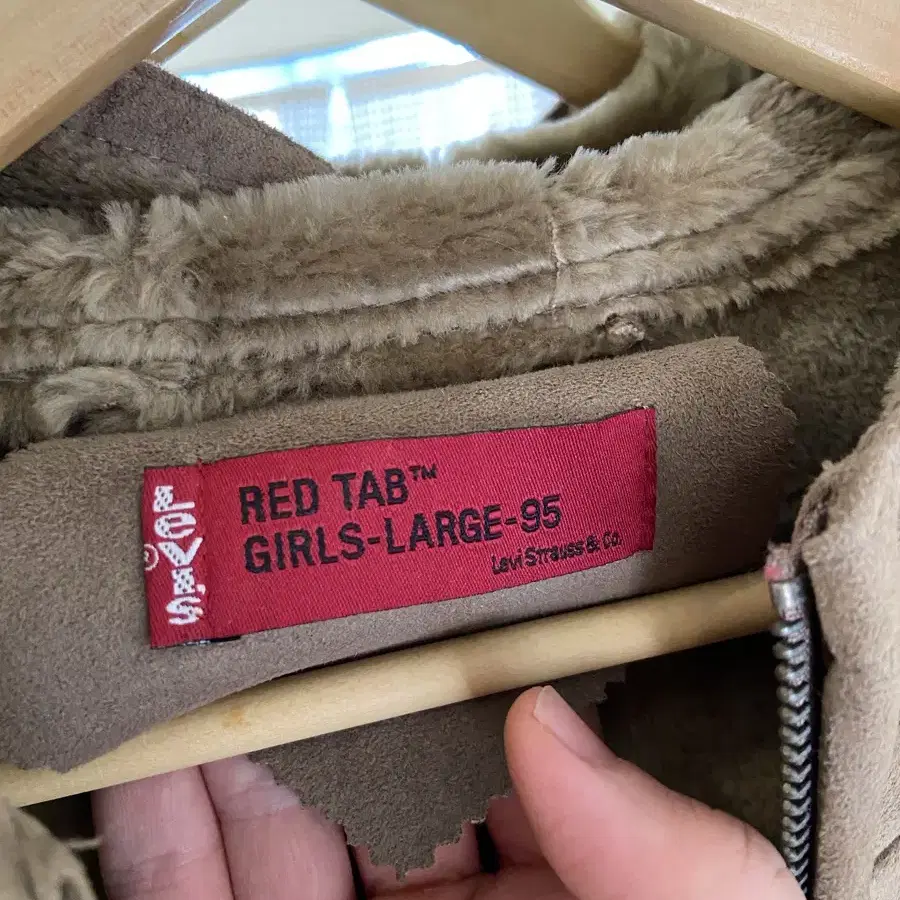 LEVI'S
®
RED TAB™
GIRLS-LARGE-95
Levi Strauss & Co.